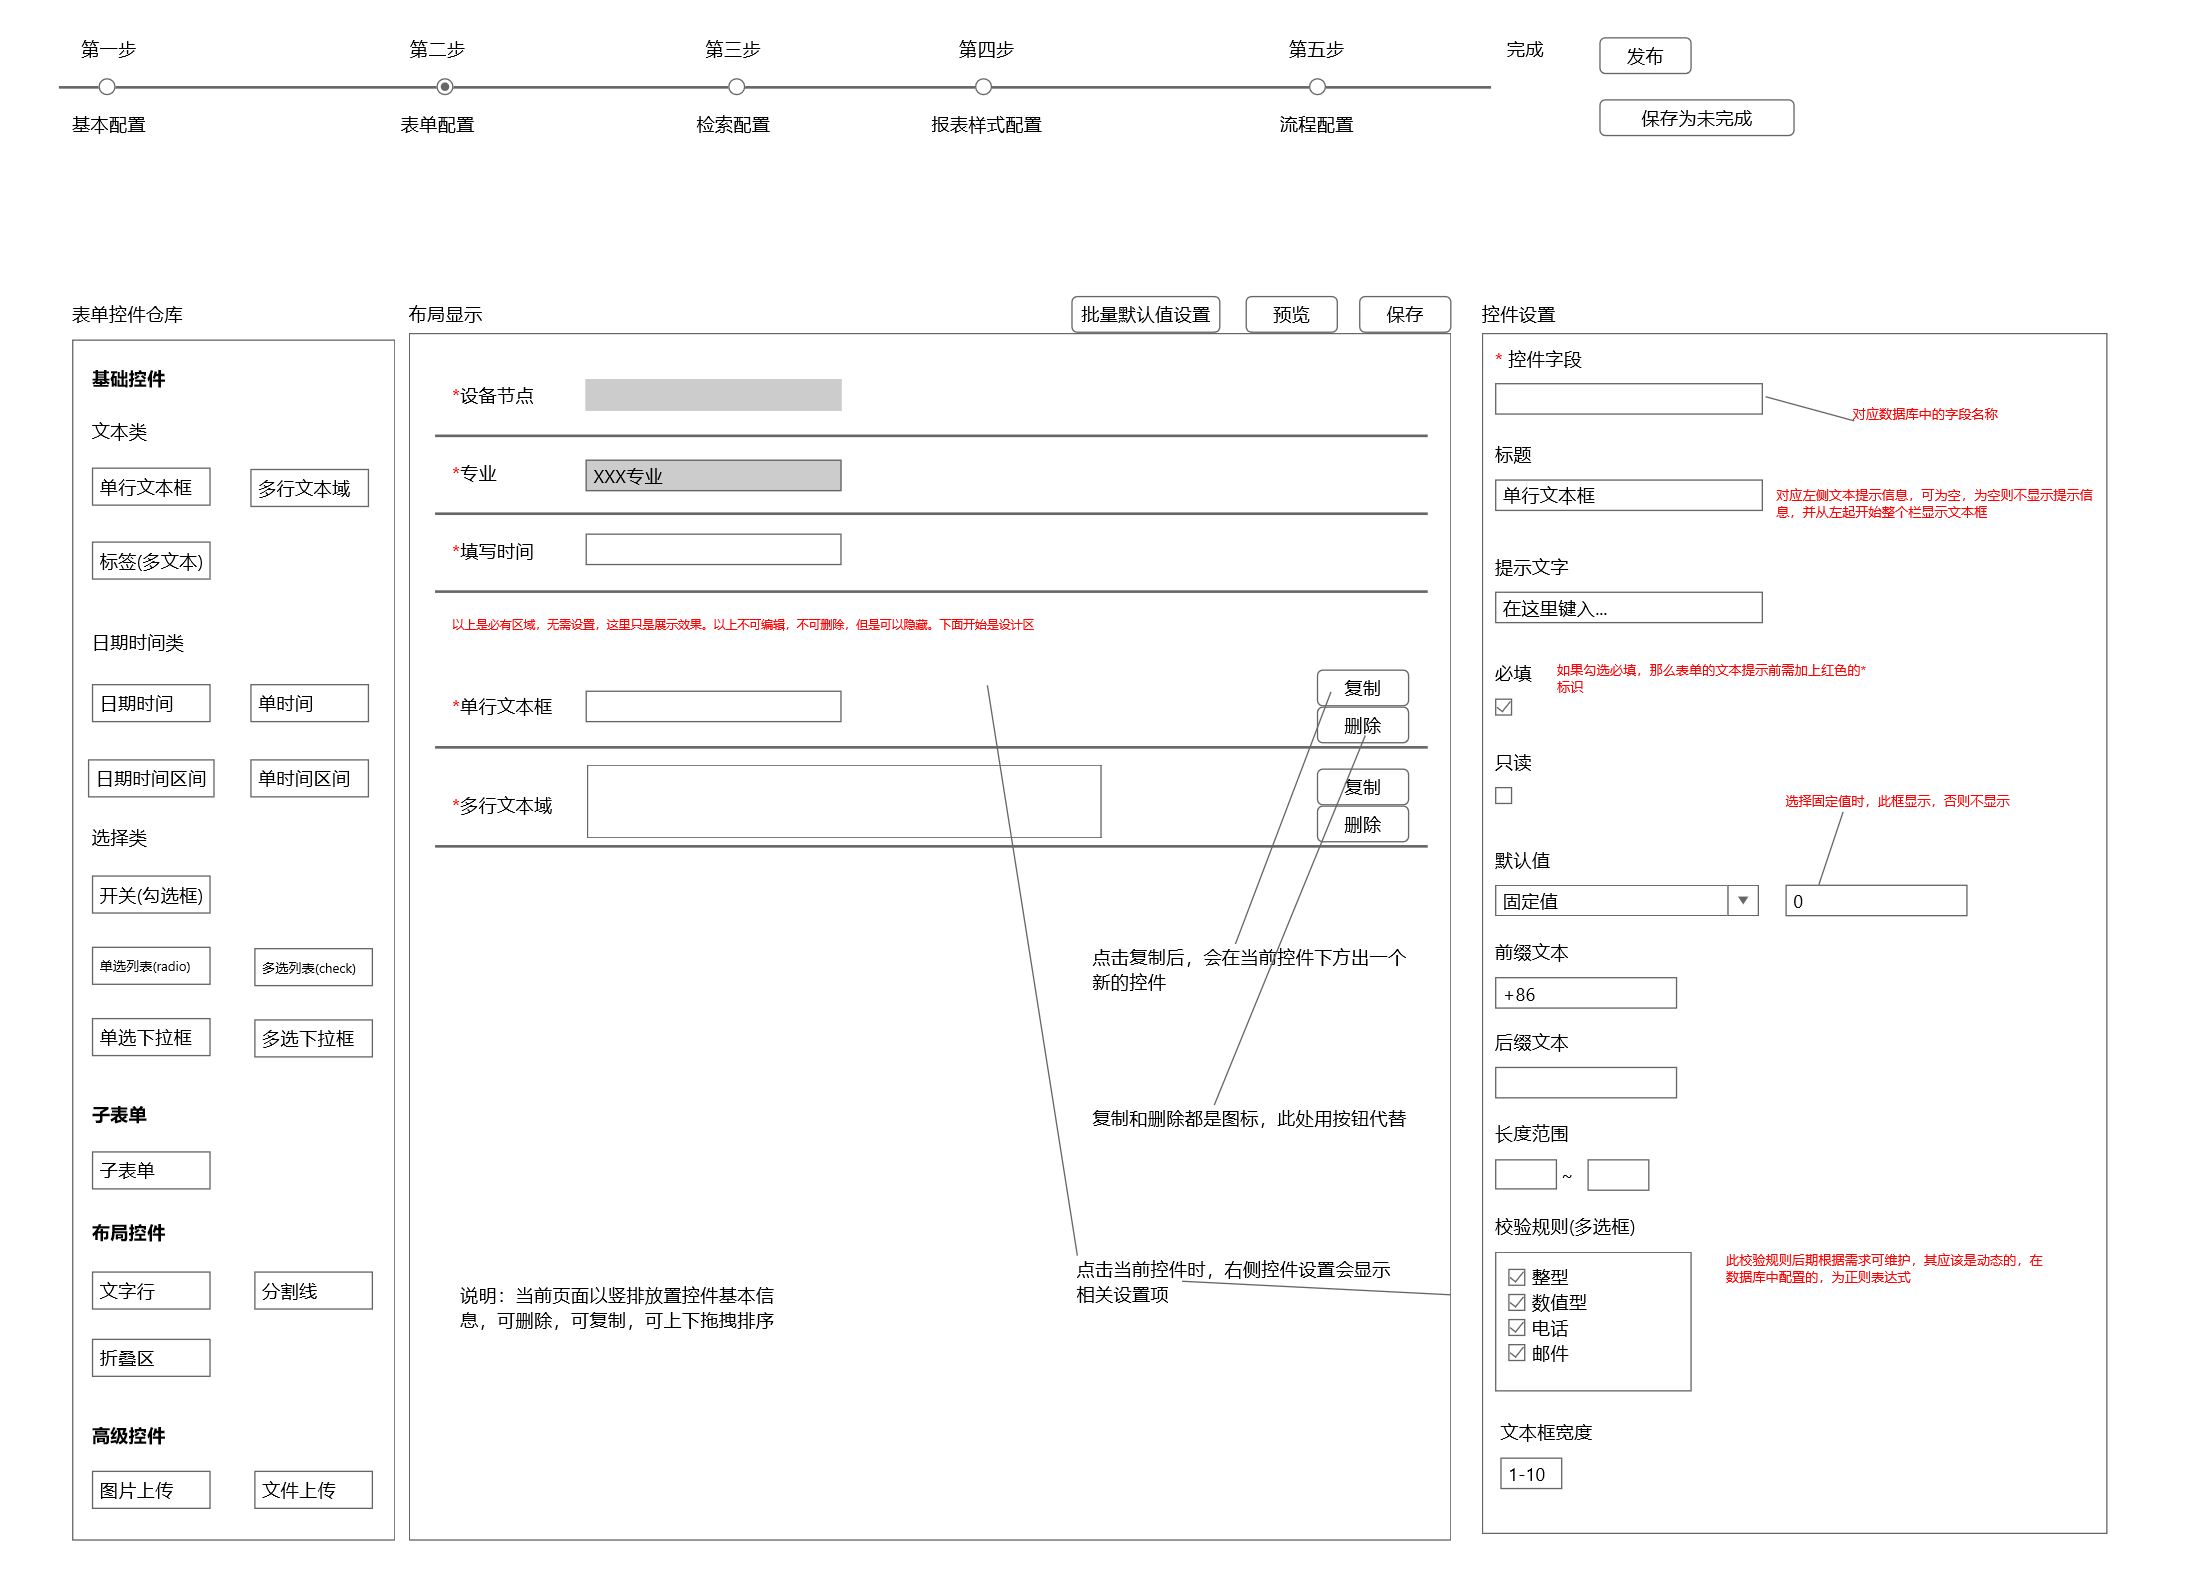 第一步
第二步
第三步
第四步
第五步
完成
发布
基本配置
表单配置
检索配置
报表样式配置
流程配置
保存为未完成
表单控件仓库
基础控件
文本类
单行文本框
多行文本域
标签(多文本)
日期时间类
日期时间
单时间
日期时间区间
单时间区间
选择类
开关(勾选框)
单选列表(radio)
多选列表(check)
单选下拉框
多选下拉框
子表单
子表单
布局控件
文字行
分割线
折叠区
高级控件
图片上传
文件上传
布局显示
批量默认值设置
预览
保存
*设备节点
*专业
XXX专业
*填写时间
以上是必有区域，无需设置，这里只是展示效果。以上不可编辑，不可删除，但是可以隐藏。下面开始是设计区
*单行文本框
复制
删除
*多行文本域
复制
删除
点击复制后，会在当前控件下方出一个
新的控件
复制和删除都是图标，此处用按钮代替
点击当前控件时，右侧控件设置会显示
相关设置项
说明：当前页面以竖排放置控件基本信
息，可删除，可复制，可上下拖拽排序
控件设置
* 控件字段
对应数据库中的字段名称
标题
单行文本框
对应左侧文本提示信息，可为空，为空则不显示提示信
息，并从左起开始整个栏显示文本框
提示文字
在这里键入...
必填
如果勾选必填，那么表单的文本提示前需加上红色的*
标识
只读
选择固定值时，此框显示，否则不显示
默认值
固定值
0
前缀文本
+86
后缀文本
长度范围
~
校验规则(多选框)
整型
数值型
电话
邮件
此校验规则后期根据需求可维护，其应该是动态的，在
数据库中配置的，为正则表达式
文本框宽度
1-10